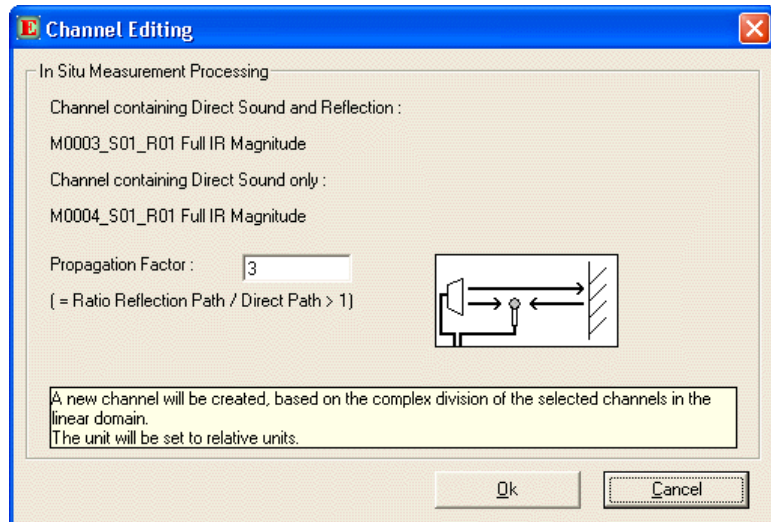 E Channel Editing
In Situ Measurement Processing
Channel containing Direct Sound and Reflection :
M0003_S01_R01 Full IR Magnitude
Channel containing Direct Sound only :
M0004_S01_R01 Full IR Magnitude
Propagation Factor : 3
( = Ratio Reflection Path / Direct Path > 1)
A new channel will be created, based on the complex division of the selected channels in the
linear domain.
The unit will be set to relative units.
Ok Cancel